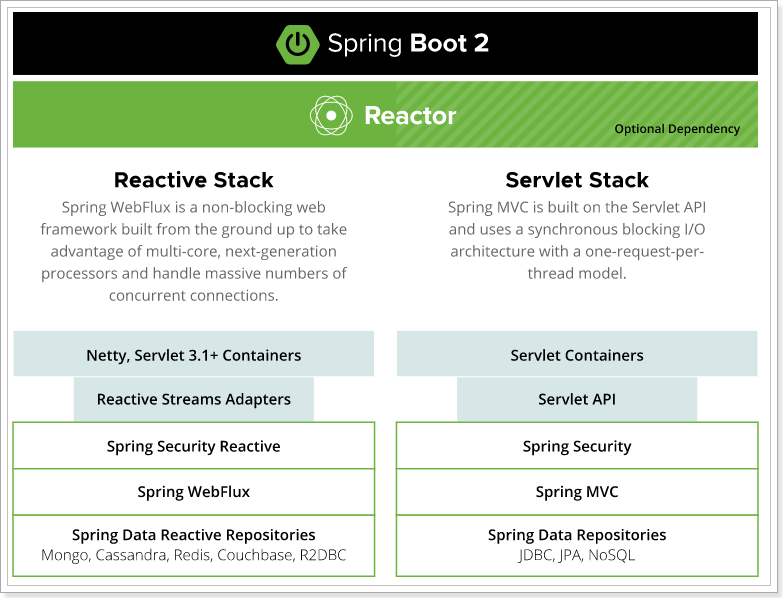 Spring Boot 2
Reactor
Optional Dependency
Reactive Stack
Spring WebFlux is a non-blocking web
framework built from the ground up to take
advantage of multi-core, next-generation
processors and handle massive numbers of
concurrent connections.
Servlet Stack
Spring MVC is built on the Servlet API
and uses a synchronous blocking I/O
architecture with a one-request-per-
thread model.
Netty, Servlet 3.1+ Containers
Reactive Streams Adapters
Spring Security Reactive
Spring WebFlux
Spring Data Reactive Repositories
Mongo, Cassandra, Redis, Couchbase, R2DBC
Servlet Containers
Servlet API
Spring Security
Spring MVC
Spring Data Repositories
JDBC, JPA, NoSQL